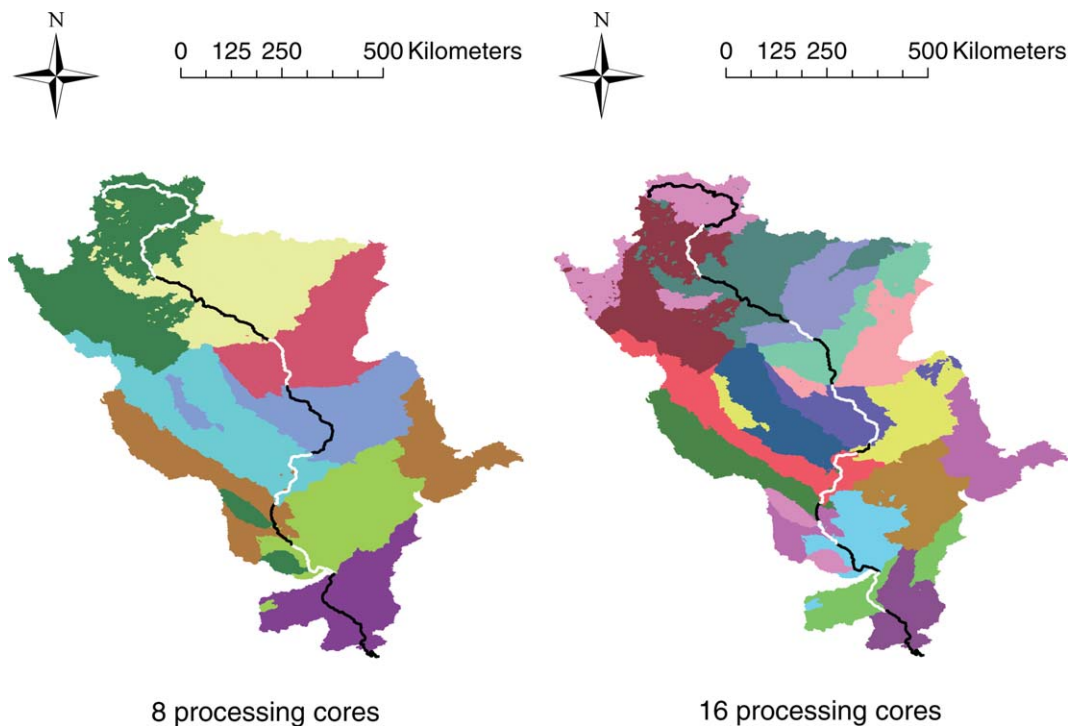 N
0 125 250 500 Kilometers
8 processing cores
N
0 125 250 500 Kilometers
16 processing cores